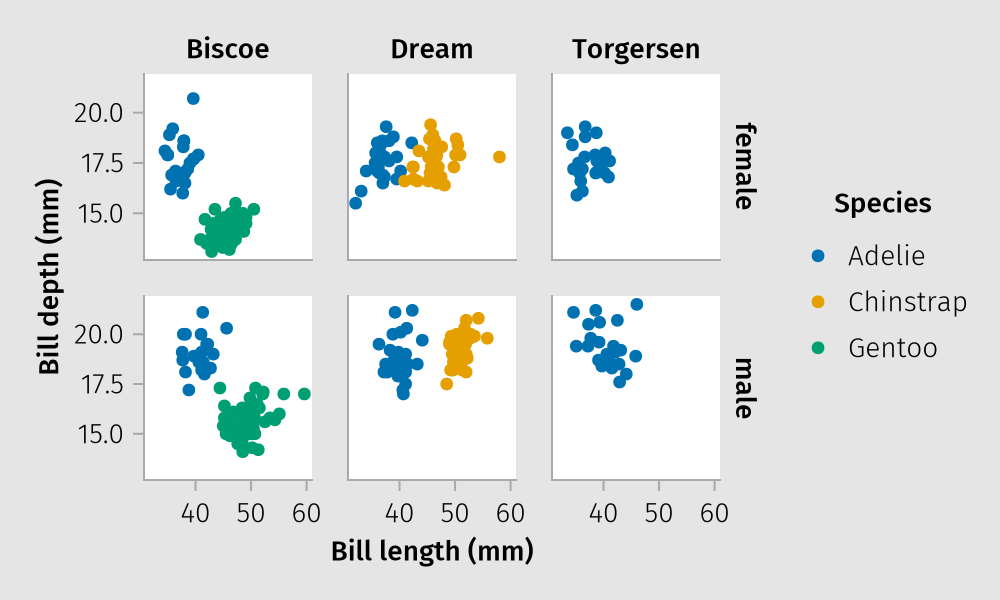 Biscoe Dream Torgersen
20.0
17.5
15.0
female
Bill depth (mm)
20.0
17.5
15.0
male
40 50 60 40 50 60 40 50 60
Bill length (mm)
Species
Adelie
Chinstrap
Gentoo